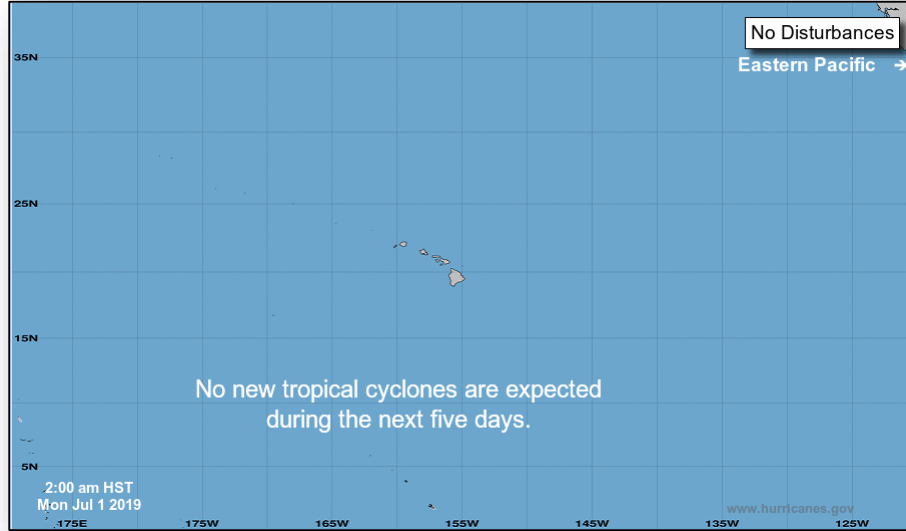 No Disturbances
35N
Eastern Pacific →
25N
15N
No new tropical cyclones are expected
during the next five days.
5N
2:00 am HST
Mon Jul 1 2019
www.hurricanes.gov
175E 175W 165W 155W 145W 135W 125W